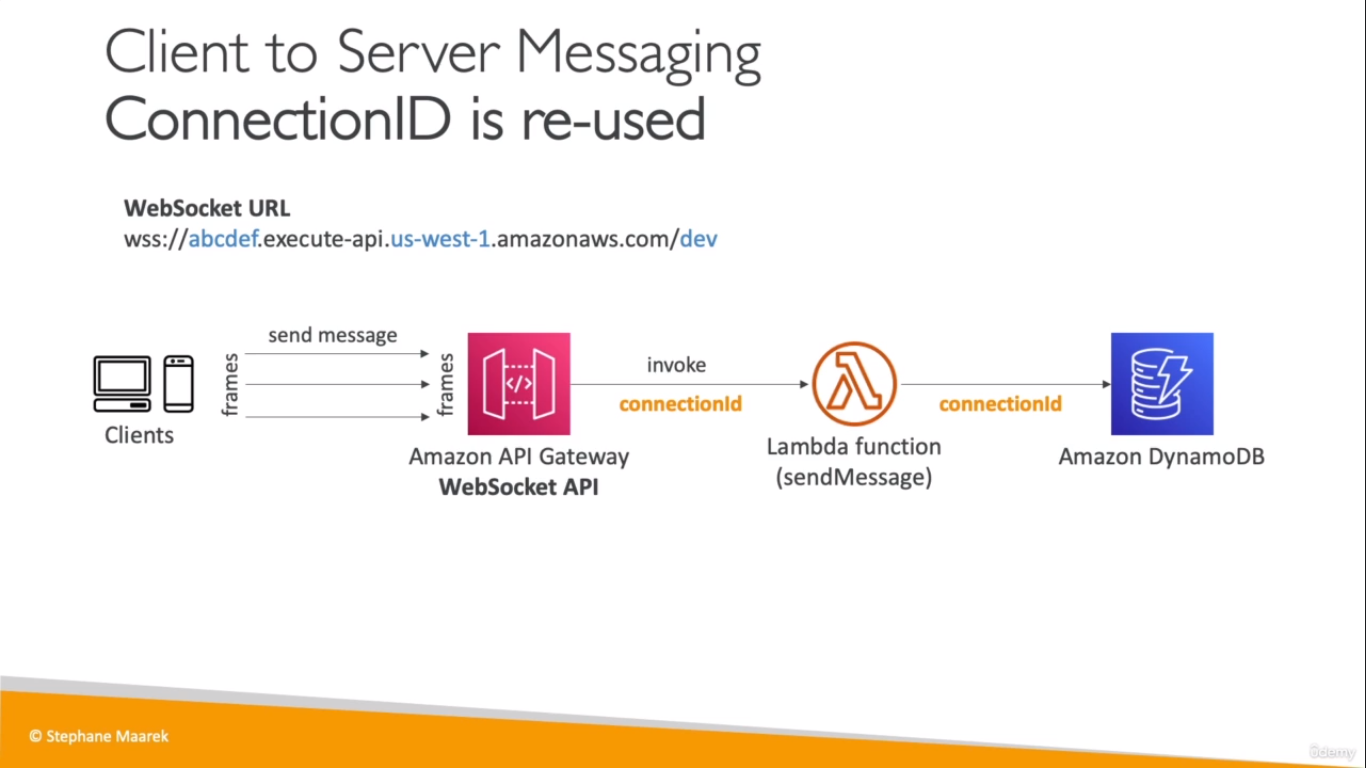 Client to Server Messaging
ConnectionID is re-used
WebSocket URL
wss://abcdef.execute-api.us-west-1.amazonaws.com/dev
send message
frames
frames
Clients
</>
Amazon API Gateway
WebSocket API
invoke
connectionId
Lambda function
(sendMessage)
connectionId
Amazon DynamoDB
© Stephane Maarek
ûdemy